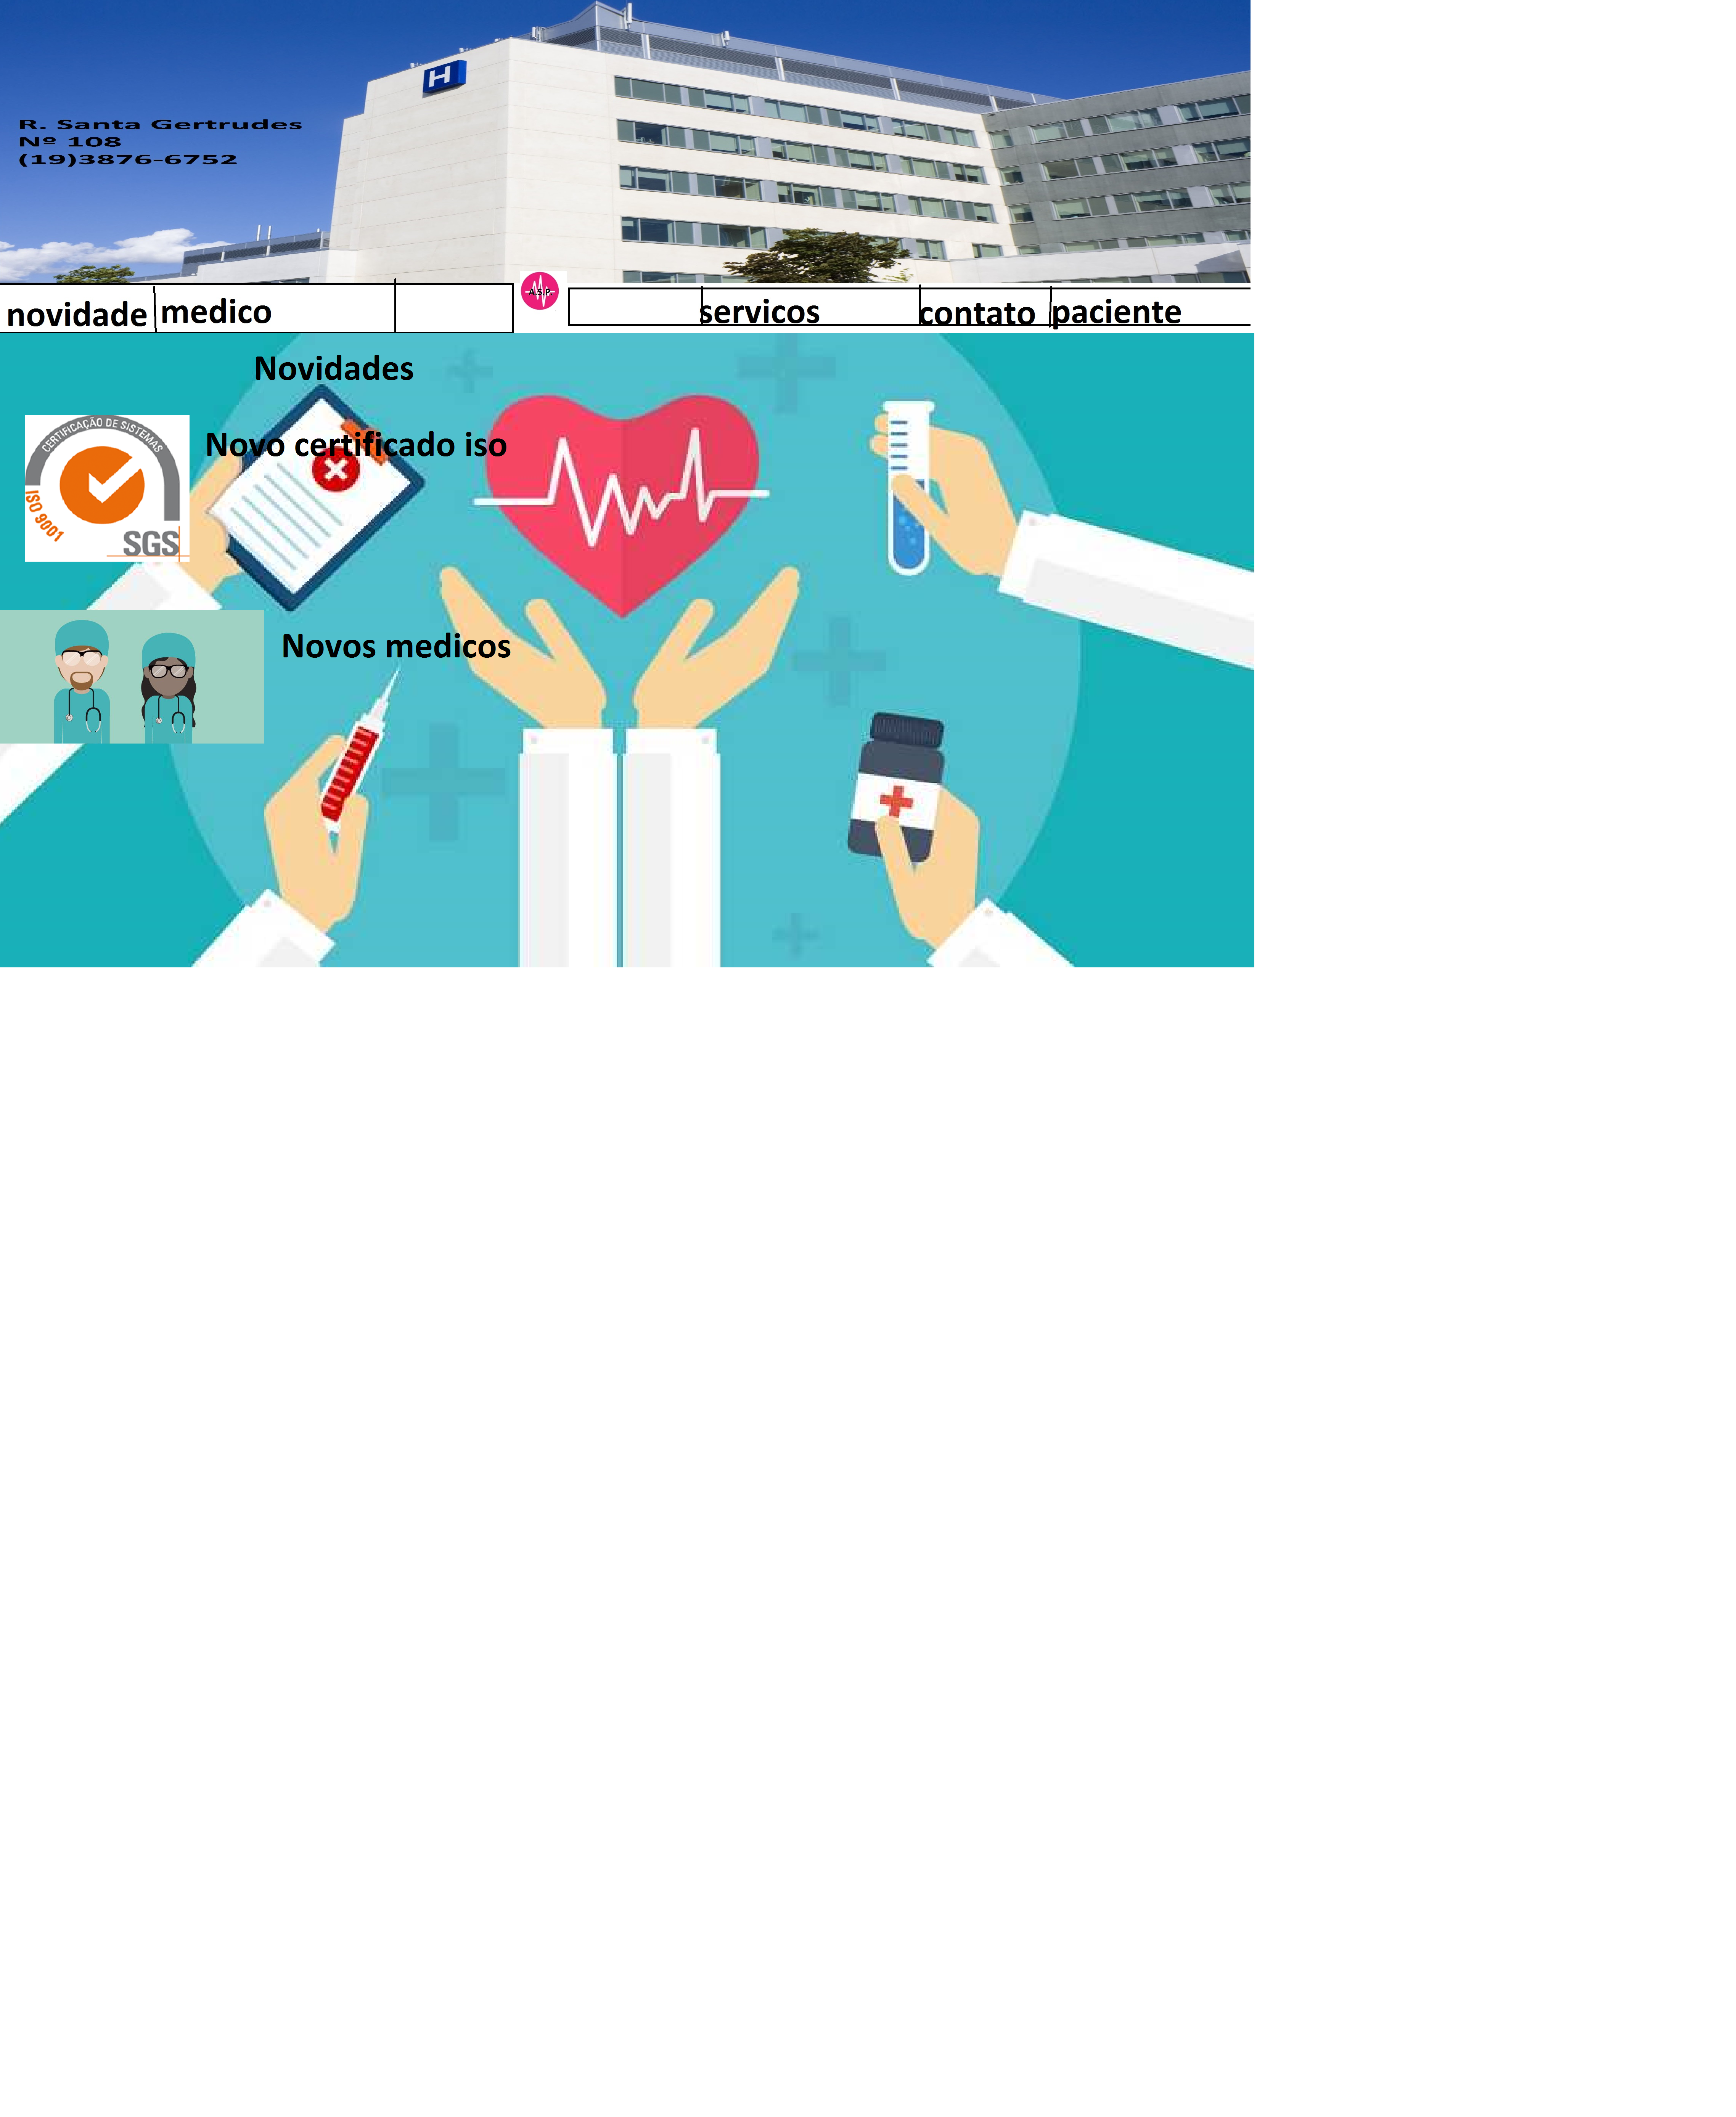 H
R. Santa Gertrudes
Nº 108
(19)3876-6752
A.S.P.
novidade medico servicos contato paciente
Novidades
CERTIFICAÇÃO DE SISTEMAS
ISO 9001
SGS
Novo certificado iso
Novos medicos